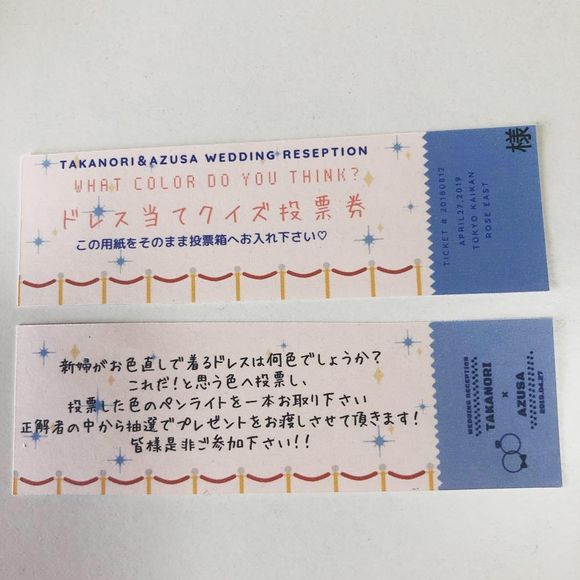 TAKANORI&AZUSA WEDDING RESEPTION
WHAT COLOR DO YOU THINK?
ドレス当てクイズ投票券
この用紙をそのまま投票箱へお入れ下さい♡
TICKET # 20180812
APRIL27,2019
TOKYO KAIKAN
ROSE EAST
様
新婦がお色直しで着るドレスは何色でしょうか?
これだ!と思う色へ投票し、
投票した色のペンライトを一本お取り下さい
正解者の中から抽選でプレゼントをお渡しさせて頂きます!
皆様是非ご参加下さい!!
WEDDING RECEPTION
TAKANORI
×
AZUSA
2019.04.27